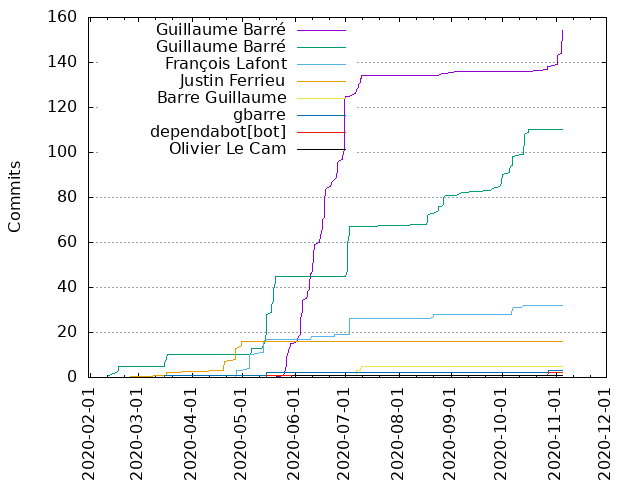 160
140
120
100
80
60
40
20
0
Commits
Guillaume Barré
Guillaume Barré
François Lafont
Justin Ferrieu
Barre Guillaume
gbarre
dependabot[bot]
Olivier Le Cam
2020-02-01
2020-03-01
2020-04-01
2020-05-01
2020-06-01
2020-07-01
2020-08-01
2020-09-01
2020-10-01
2020-11-01
2020-12-01